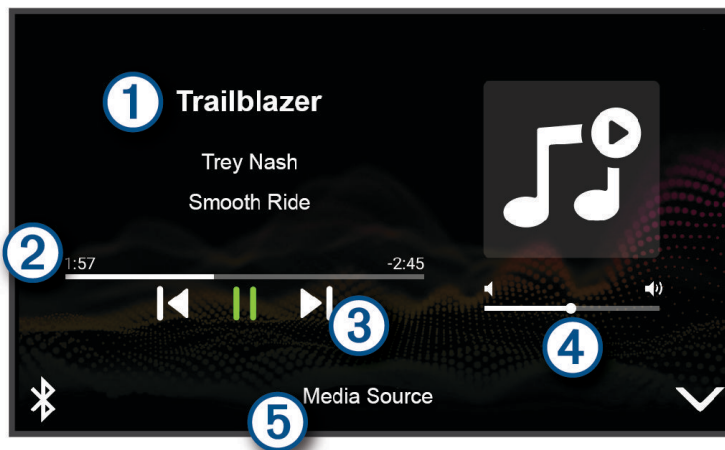 1 Trailblazer
Trey Nash
Smooth Ride
2
1:57 -2:45
3
4
Media Source
5